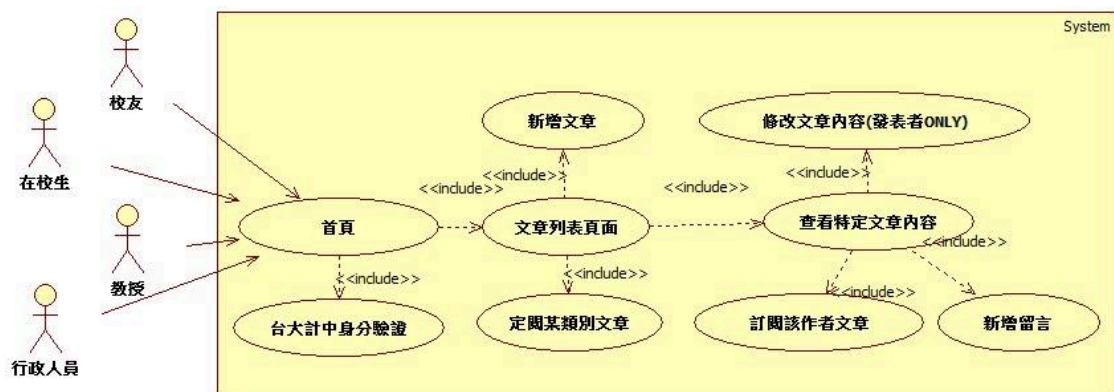 System
校友
在校生
教授
行政人員
新增文章
修改文章內容(發表者ONLY)
<<include>>
<<include>>
<<include>>
<<include>>
首頁
文章列表頁面
查看特定文章內容
<<include>>
<<include>>
<<include>>
<<include>>
台大計中身分驗證
定閱某類別文章
訂閱該作者文章
新增留言